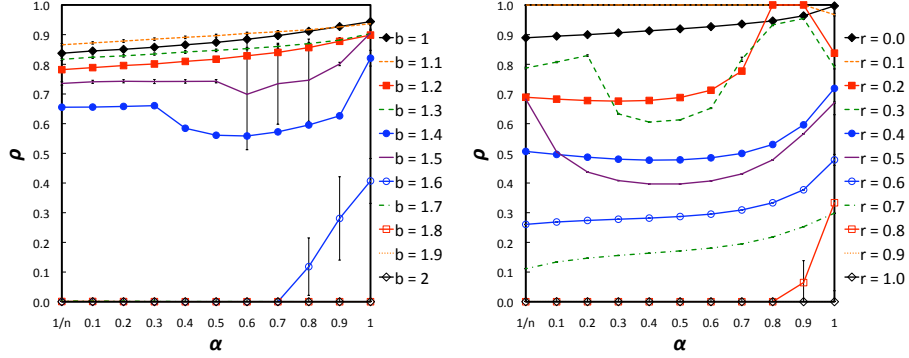 1.0
0.9
0.8
0.7
0.6
0.5
0.4
0.3
0.2
0.1
0.0
ρ
1/n 0.1 0.2 0.3 0.4 0.5 0.6 0.7 0.8 0.9 1
α
b = 1
b = 1.1
b = 1.2
b = 1.3
b = 1.4
b = 1.5
b = 1.6
b = 1.7
b = 1.8
b = 1.9
b = 2
1.0
0.9
0.8
0.7
0.6
0.5
0.4
0.3
0.2
0.1
0.0
ρ
1/n 0.1 0.2 0.3 0.4 0.5 0.6 0.7 0.8 0.9 1
α
r = 0.0
r = 0.1
r = 0.2
r = 0.3
r = 0.4
r = 0.5
r = 0.6
r = 0.7
r = 0.8
r = 0.9
r = 1.0